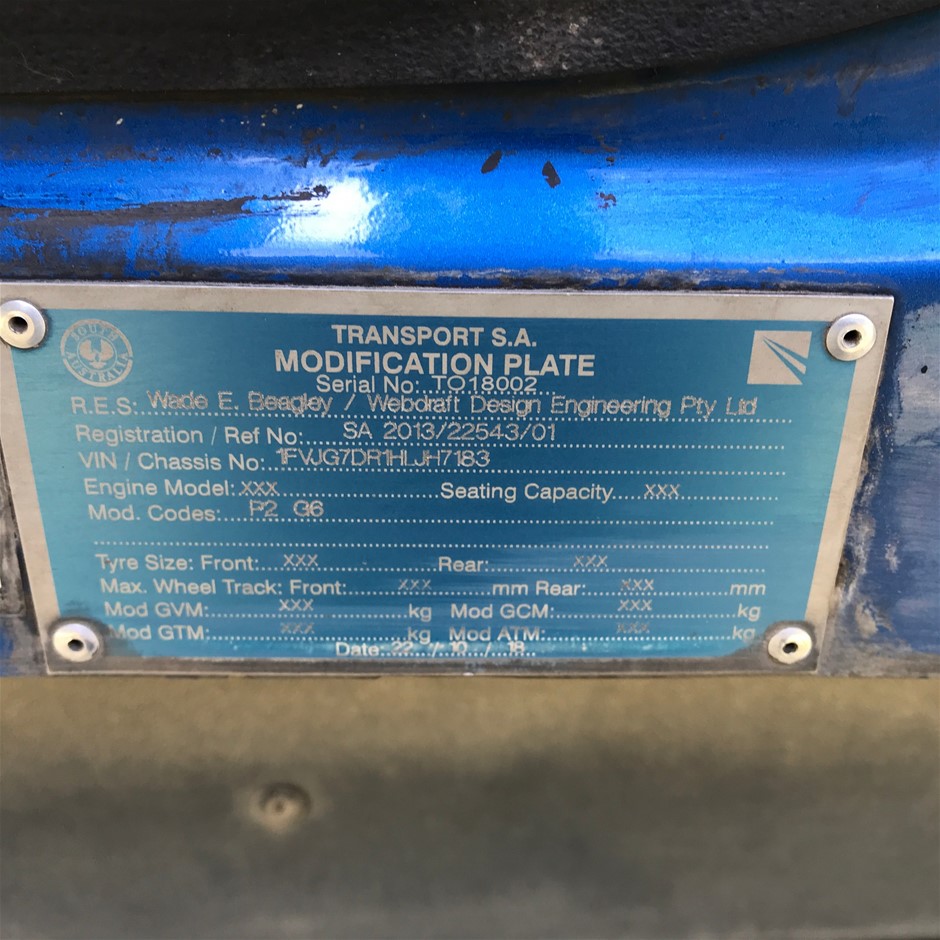 SOUTH AUSTRALIA
TRANSPORT S.A.
MODIFICATION PLATE
Serial No: TO18002
R.E.S: Wade E. Beagley / Webdraft Design Engineering Pty Ltd
Registration / Ref No: SA 2013/22543/01
VIN / Chassis No: 1FVJG7DR1HLJH7183
Engine Model: XXX Seating Capacity XXX
Mod. Codes: P2 G6
Tyre Size: Front: XXX Rear: XXX
Max. Wheel Track: Front: XXX mm Rear: XXX mm
Mod GVM: XXX kg Mod GCM: XXX kg
Mod GTM: XXX kg Mod ATM: XXX kg
Date: 22 / 10 / 18